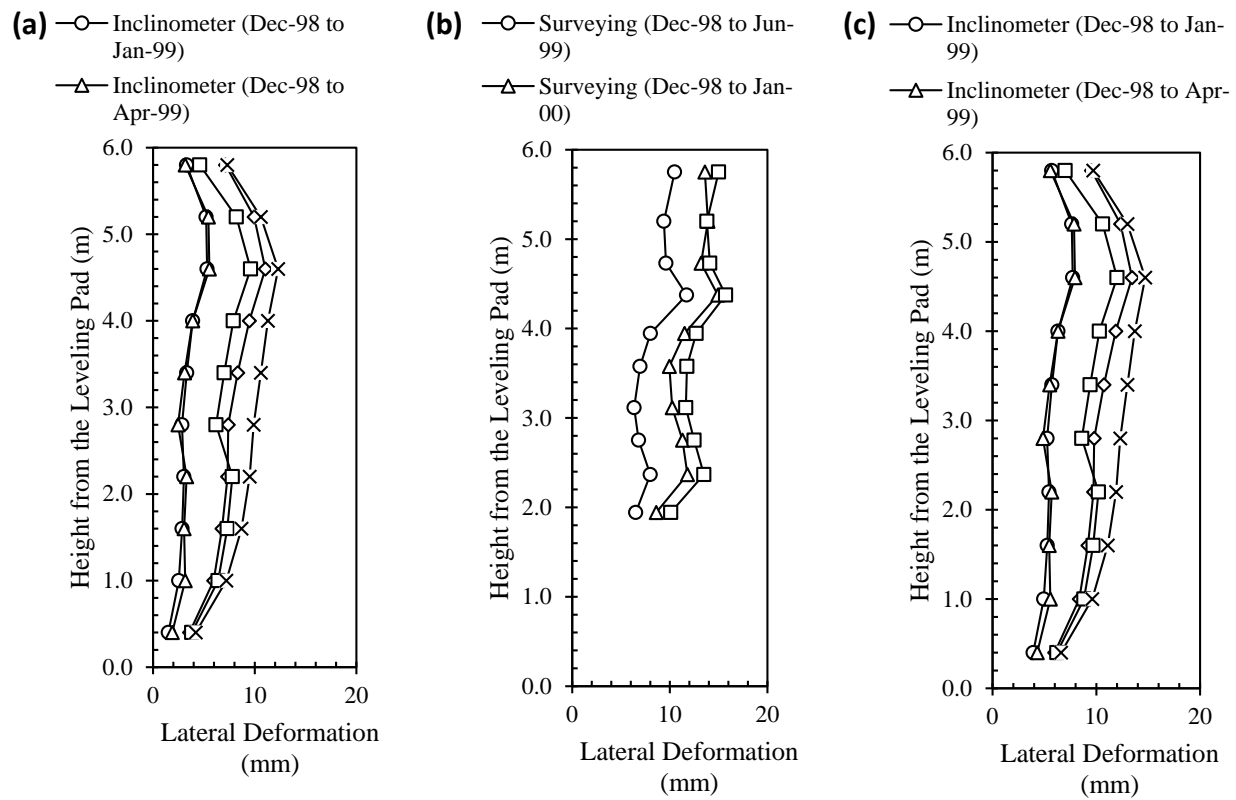 (a)
Inclinometer (Dec-98 to
Jan-99)
Inclinometer (Dec-98 to
Apr-99)
6.0
5.0
4.0
3.0
2.0
1.0
0.0
Height from the Leveling Pad (m)
0 10 20
Lateral Deformation
(mm)
(b)
Surveying (Dec-98 to Jun-
99)
Surveying (Dec-98 to Jan-
00)
6.0
5.0
4.0
3.0
2.0
1.0
0.0
Height from the Leveling Pad (m)
0 10 20
Lateral Deformation
(mm)
(c)
Inclinometer (Dec-98 to Jan-
99)
Inclinometer (Dec-98 to Apr-
99)
6.0
5.0
4.0
3.0
2.0
1.0
0.0
Height from the Leveling Pad (m)
0 10 20
Lateral Deformation
(mm)